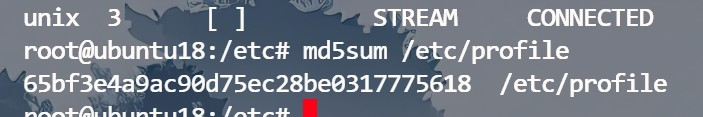 unix  3      [ ]         STREAM     CONNECTED
root@ubuntu18:/etc# md5sum /etc/profile
65bf3e4a9ac90d75ec28be0317775618  /etc/profile
root@ubuntu18:/etc#